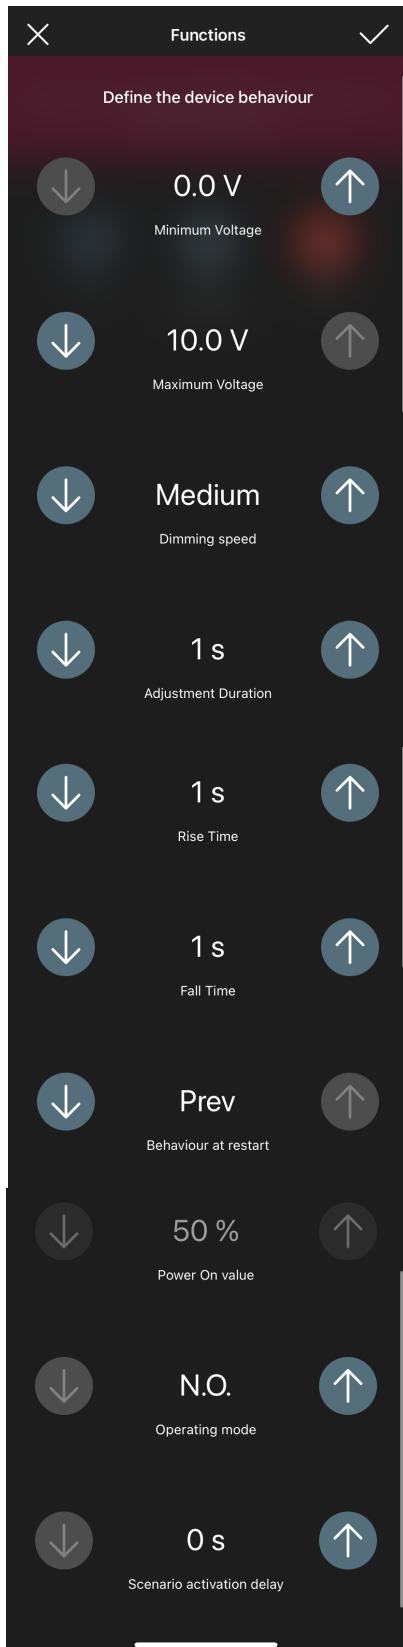 Functions
Define the device behaviour
0.0 V
Minimum Voltage
10.0 V
Maximum Voltage
Medium
Dimming speed
1 s
Adjustment Duration
1 s
Rise Time
1 s
Fall Time
Prev
Behaviour at restart
50 %
Power On value
N.O.
Operating mode
0 s
Scenario activation delay